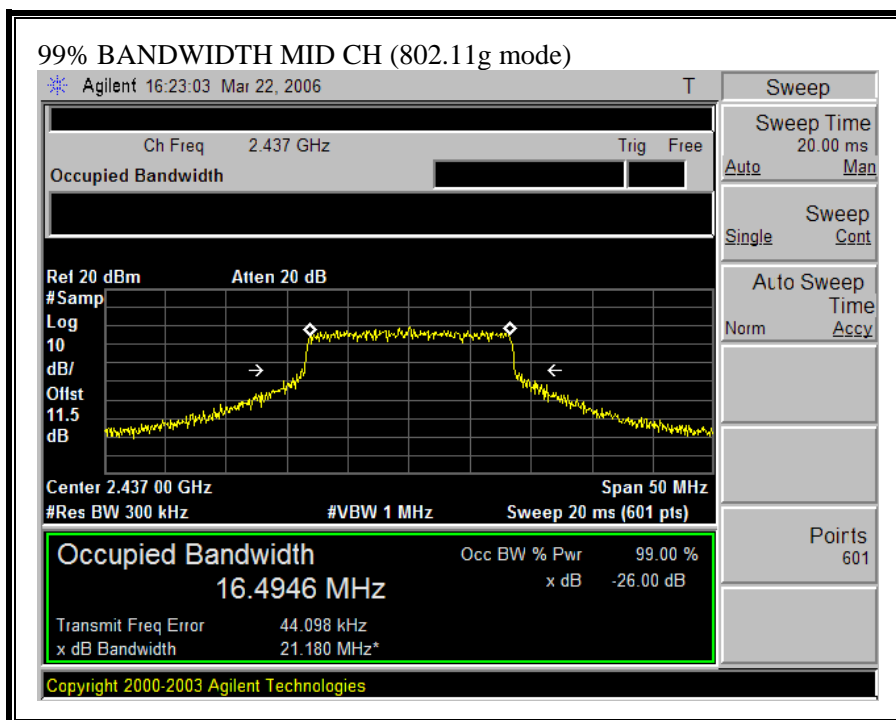 99% BANDWIDTH MID CH (802.11g mode)
Agilent 16:23:03 Mar 22, 2006 T
Ch Freq 2.437 GHz Trig Free
Occupied Bandwidth
Ref 20 dBm Atten 20 dB
#Samp
Log
10
dB/
Offst
11.5
dB
Center 2.437 00 GHz Span 50 MHz
#Res BW 300 kHz #VBW 1 MHz Sweep 20 ms (601 pts)
Occupied Bandwidth
16.4946 MHz
Occ BW % Pwr 99.00 %
x dB -26.00 dB
Transmit Freq Error 44.098 kHz
x dB Bandwidth 21.180 MHz*
Copyright 2000-2003 Agilent Technologies
Sweep
Sweep Time
20.00 ms
Auto Man
Sweep
Single Cont
Auto Sweep
Time
Norm Accy
Points
601